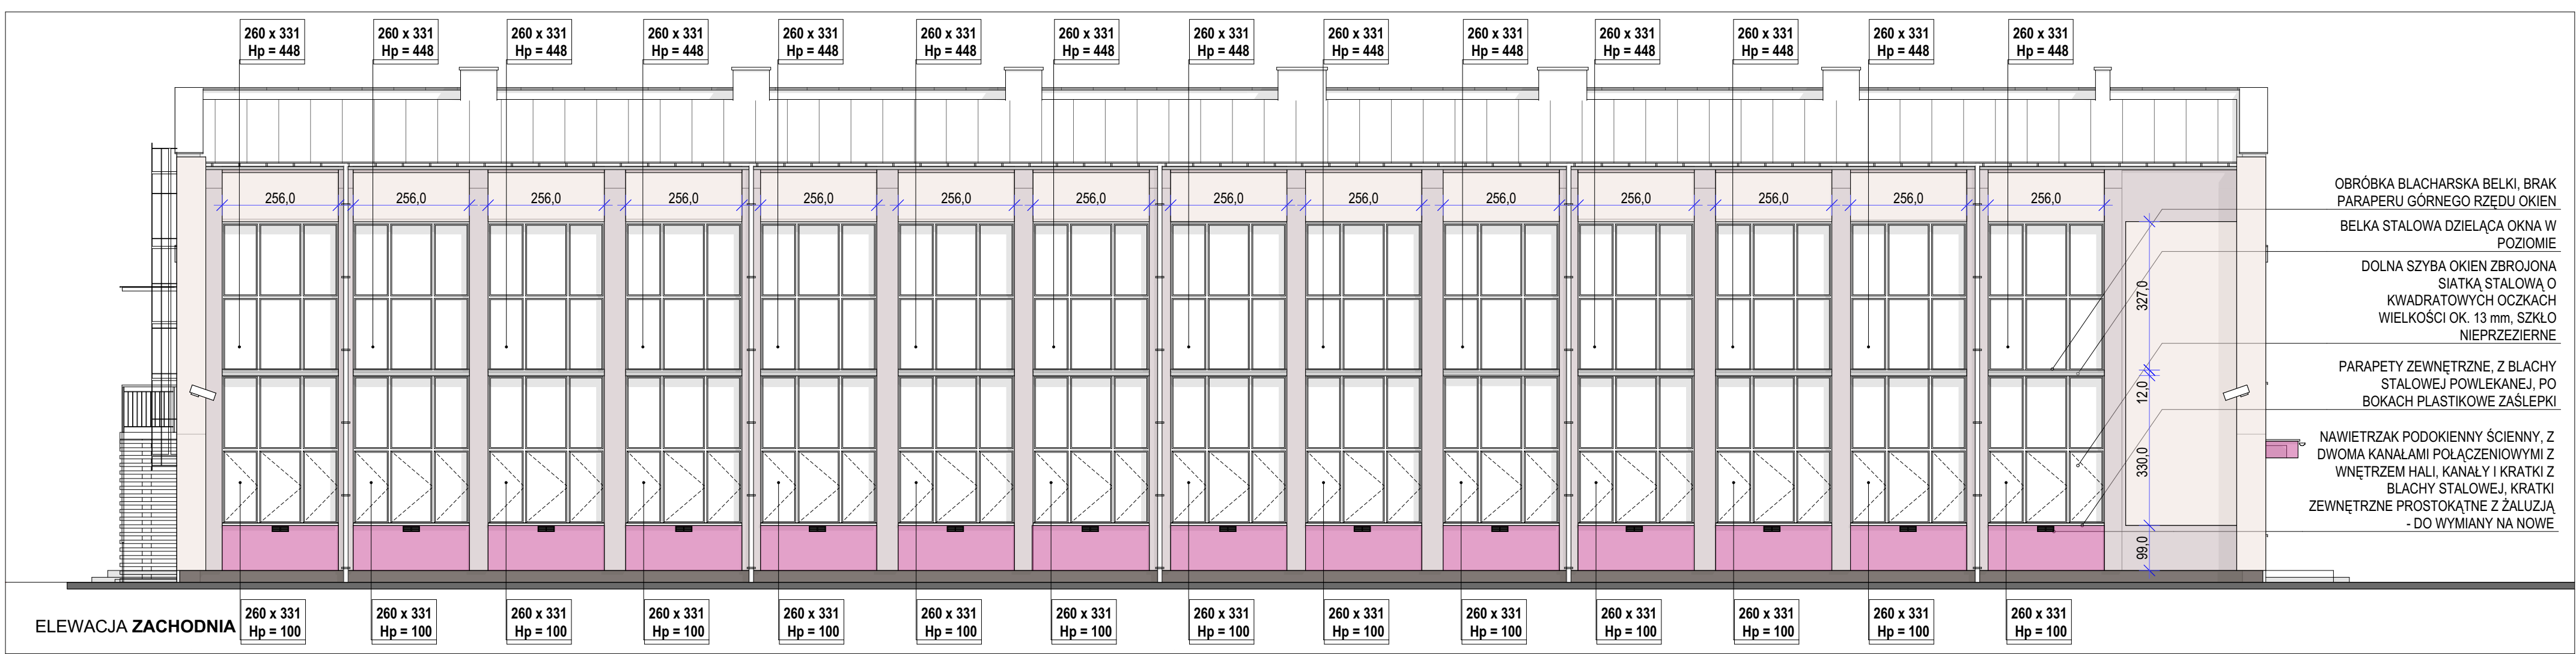 260 x 331
Hp = 448
260 x 331
Hp = 448
260 x 331
Hp = 448
260 x 331
Hp = 448
260 x 331
Hp = 448
260 x 331
Hp = 448
260 x 331
Hp = 448
260 x 331
Hp = 448
260 x 331
Hp = 448
260 x 331
Hp = 448
260 x 331
Hp = 448
260 x 331
Hp = 448
260 x 331
Hp = 448
260 x 331
Hp = 448
256,0
256,0
256,0
256,0
256,0
256,0
256,0
256,0
256,0
256,0
256,0
256,0
256,0
256,0
327,0
12,0
330,0
99,0
OBRÓBKA BLACHARSKA BELKI, BRAK
PARAPERU GÓRNEGO RZĘDU OKIEN
BELKA STALOWA DZIELĄCA OKNA W
POZIOMIE
DOLNA SZYBA OKIEN ZBROJONA
SIATKĄ STALOWĄ O
KWADRATOWYCH OCZKACH
WIELKOŚCI OK. 13 mm, SZKŁO
NIEPRZEZIERNE
PARAPETY ZEWNĘTRZNE, Z BLACHY
STALOWEJ POWLEKANEJ, PO
BOKACH PLASTIKOWE ZAŚLEPKI
NAWIETRZAK PODOKIENNY ŚCIENNY, Z
DWOMA KANAŁAMI POŁĄCZENIOWYMI Z
WNĘTRZEM HALI, KANAŁY I KRATKI Z
BLACHY STALOWEJ, KRATKI
ZEWNĘTRZNE PROSTOKĄTNE Z ŻALUZJĄ
- DO WYMIANY NA NOWE
ELEWACJA ZACHODNIA
260 x 331
Hp = 100
260 x 331
Hp = 100
260 x 331
Hp = 100
260 x 331
Hp = 100
260 x 331
Hp = 100
260 x 331
Hp = 100
260 x 331
Hp = 100
260 x 331
Hp = 100
260 x 331
Hp = 100
260 x 331
Hp = 100
260 x 331
Hp = 100
260 x 331
Hp = 100
260 x 331
Hp = 100
260 x 331
Hp = 100